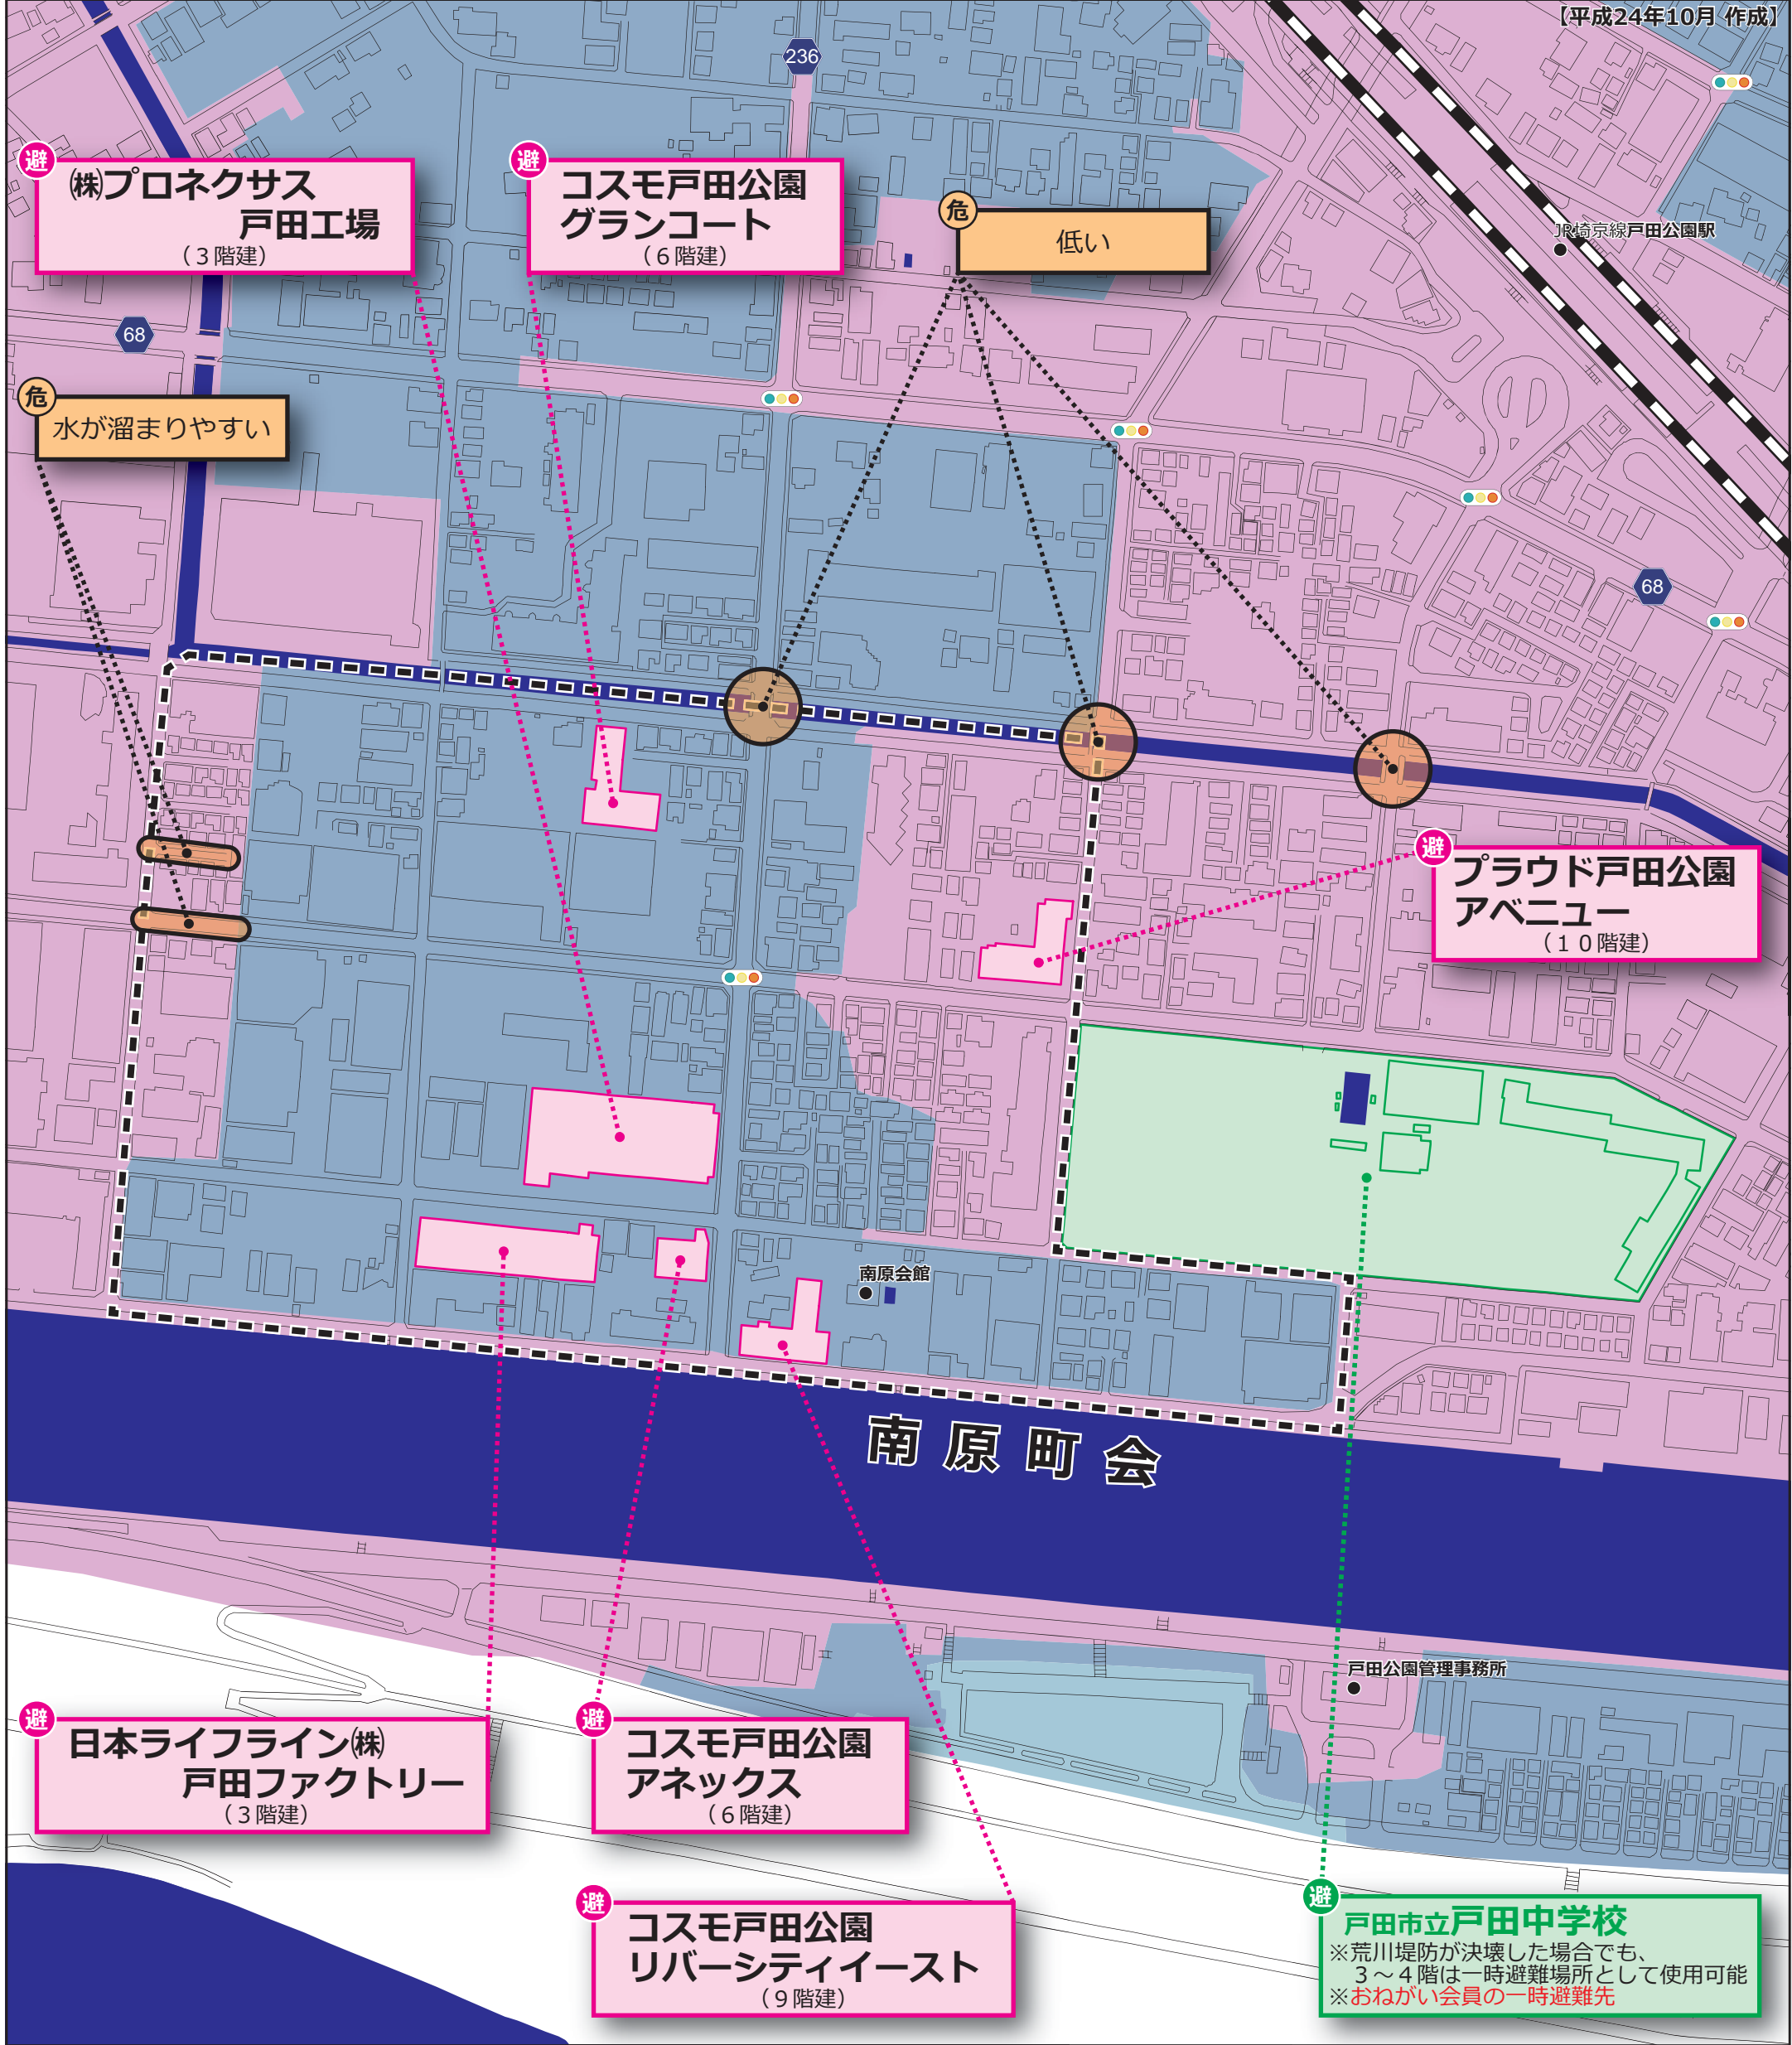 【平成24年10月 作成】
236
避
㈱プロネクサス
戸田工場
（３階建）
避
コスモ戸田公園
グランコート
（６階建）
危
低い
JR埼京線戸田公園駅
68
危
水が溜まりやすい
68
避
プラウド戸田公園
アベニュー
（１０階建）
南原会館
南原町会
戸田公園管理事務所
避
日本ライフライン㈱
戸田ファクトリー
（３階建）
避
コスモ戸田公園
アネックス
（６階建）
避
コスモ戸田公園
リバーシティイースト
（９階建）
避
戸田市立戸田中学校
※荒川堤防が決壊した場合でも、
３～４階は一時避難場所として使用可能
※おねがい会員の一時避難先